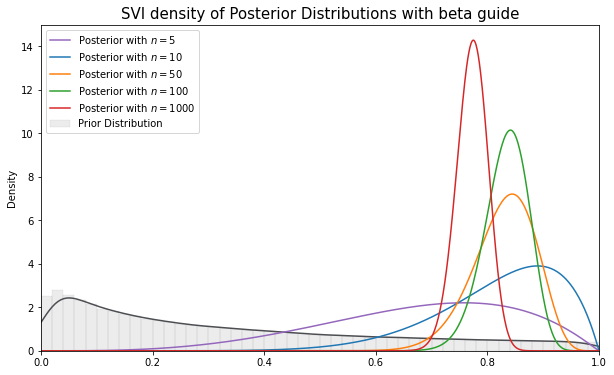 SVI density of Posterior Distributions with beta guide
Posterior with n = 5
Posterior with n = 10
Posterior with n = 50
Posterior with n = 100
Posterior with n = 1000
Prior Distribution
Density
14
12
10
8
6
4
2
0
0.0 0.2 0.4 0.6 0.8 1.0